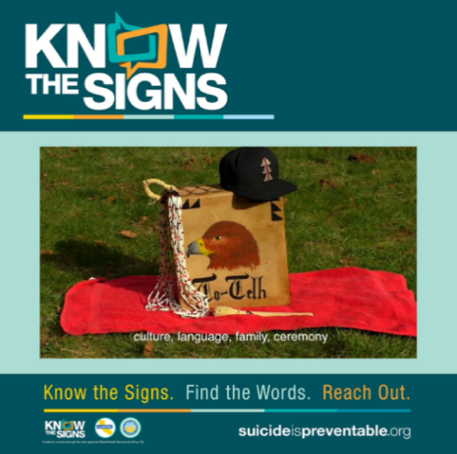 KNOW
THE SIGNS
To-Telh
culture, language, family, ceremony
Know the Signs. Find the Words. Reach Out.
KNOW
THE SIGNS
suicideispreventable.org